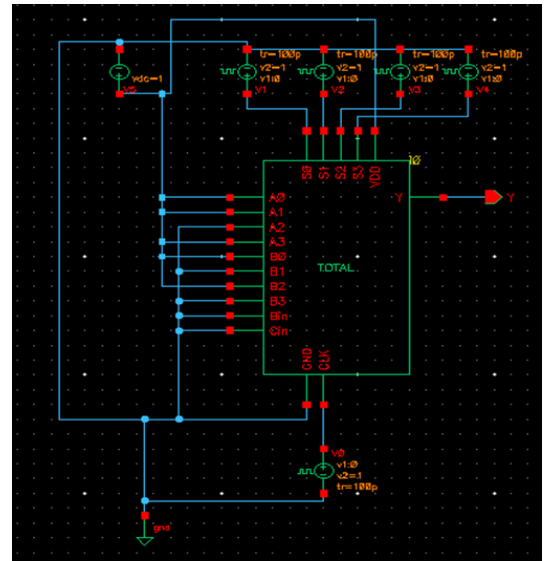 tr=100p tr=100p tr=100p tr=100p
vdc=1 v2=1 v2=1 v2=1 v2=1
v1:0 v1:0 v1:0 v1:0
V5 V1 V2 V3 V4
S0 S1 S2 S3 VDD
A0
A1
A2
A3
B0
B1
B2
B3
Bin
Cin
TOTAL
Y Y
GND CLK
V0
v1:0
v2=.1
tr=100p
gnd